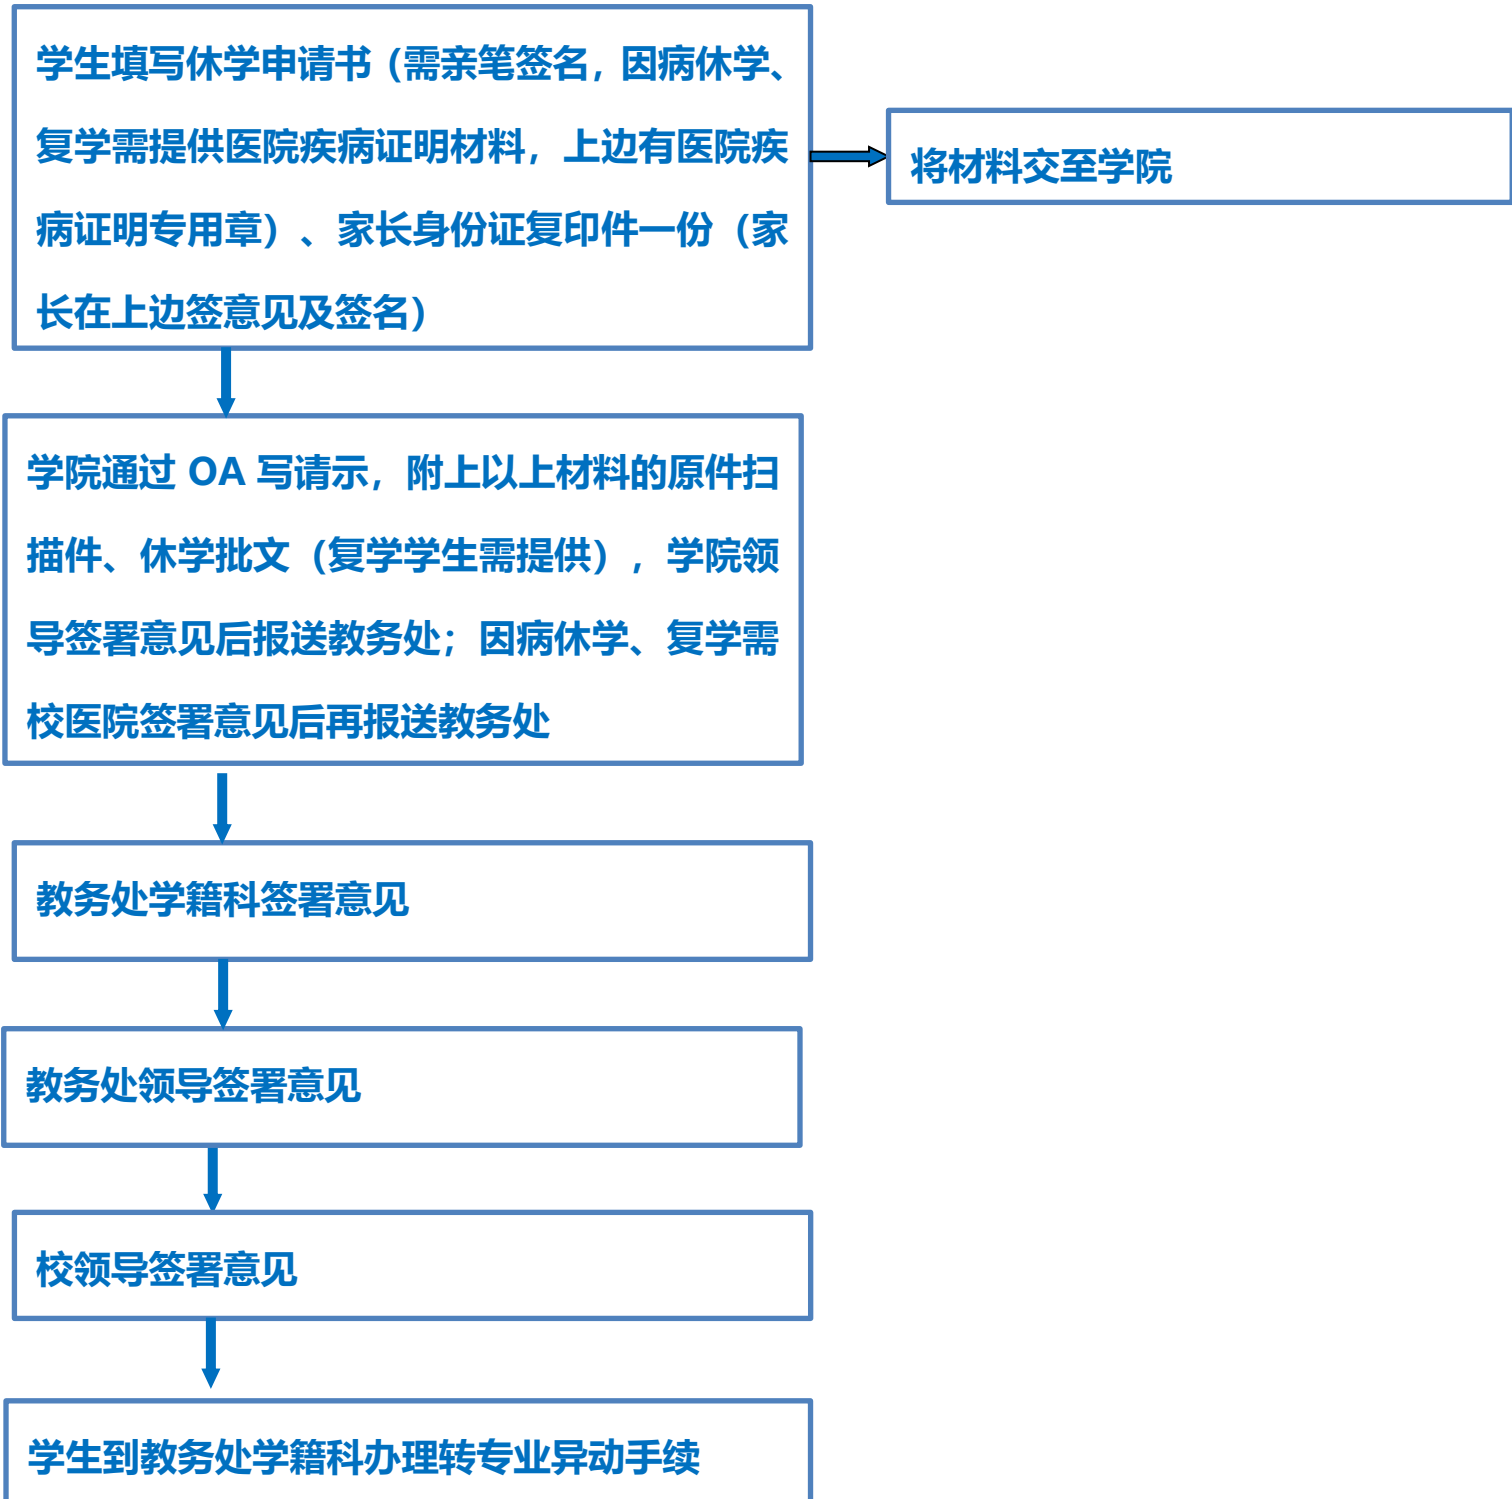 学生填写休学申请书（需亲笔签名，因病休学、
复学需提供医院疾病证明材料，上边有医院疾
病证明专用章）、家长身份证复印件一份（家
长在上边签意见及签名）
将材料交至学院
学院通过 OA 写请示，附上以上材料的原件扫
描件、休学批文（复学学生需提供），学院领
导签署意见后报送教务处；因病休学、复学需
校医院签署意见后再报送教务处
教务处学籍科签署意见
教务处领导签署意见
校领导签署意见
学生到教务处学籍科办理转专业异动手续